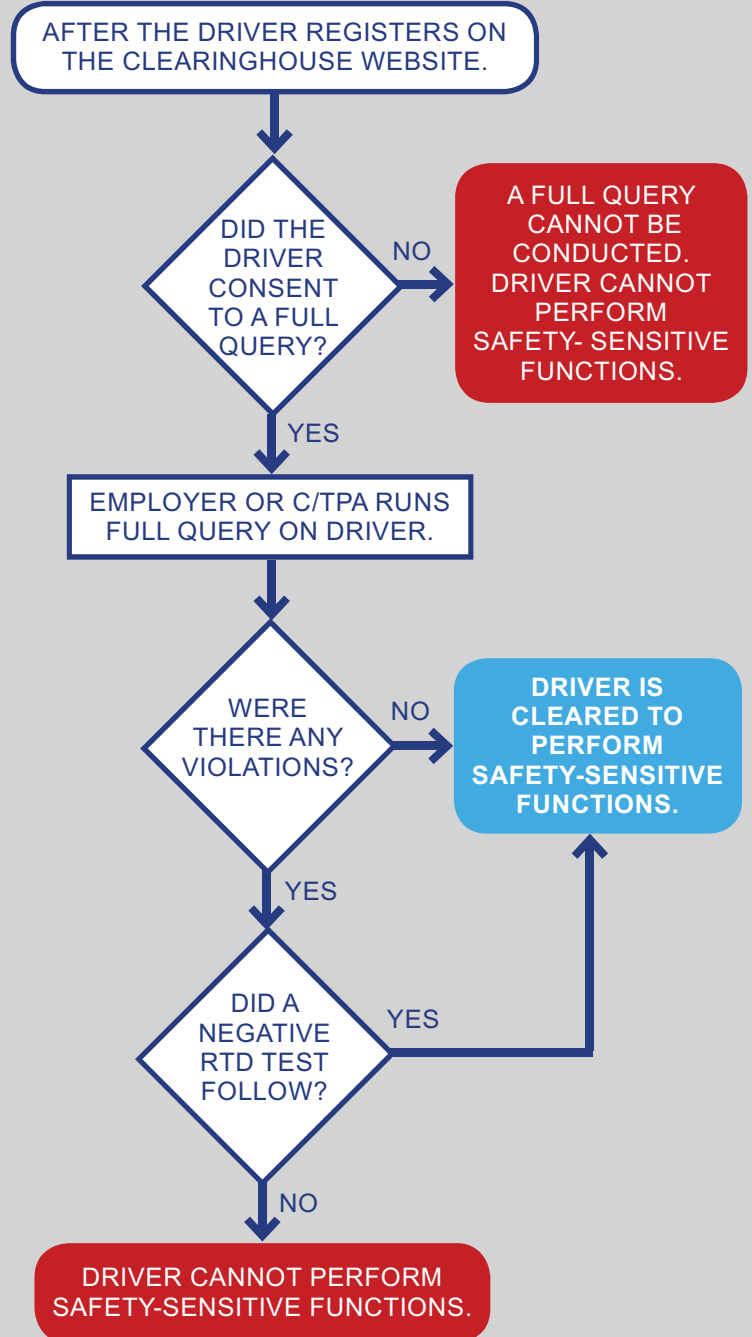 AFTER THE DRIVER REGISTERS ON
THE CLEARINGHOUSE WEBSITE.
DID THE
DRIVER
CONSENT
TO A FULL
QUERY?
NO
A FULL QUERY
CANNOT BE
CONDUCTED.
DRIVER CANNOT
PERFORM
SAFETY- SENSITIVE
FUNCTIONS.
YES
EMPLOYER OR C/TPA RUNS
FULL QUERY ON DRIVER.
WERE
THERE ANY
VIOLATIONS?
NO
DRIVER IS
CLEARED TO
PERFORM
SAFETY-SENSITIVE
FUNCTIONS.
YES
DID A
NEGATIVE
RTD TEST
FOLLOW?
YES
NO
DRIVER CANNOT PERFORM
SAFETY-SENSITIVE FUNCTIONS.